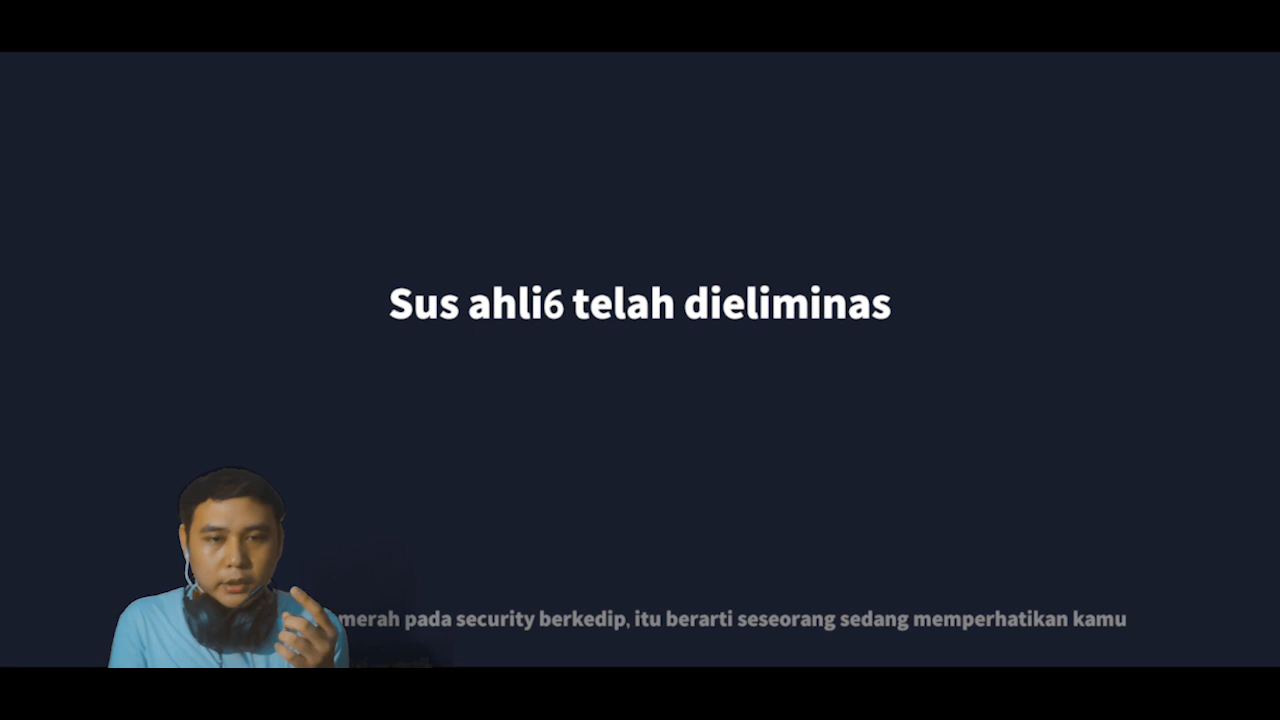 Sus ahli6 telah dieliminas
merah pada security berkedip, itu berarti seseorang sedang memperhatikan kamu